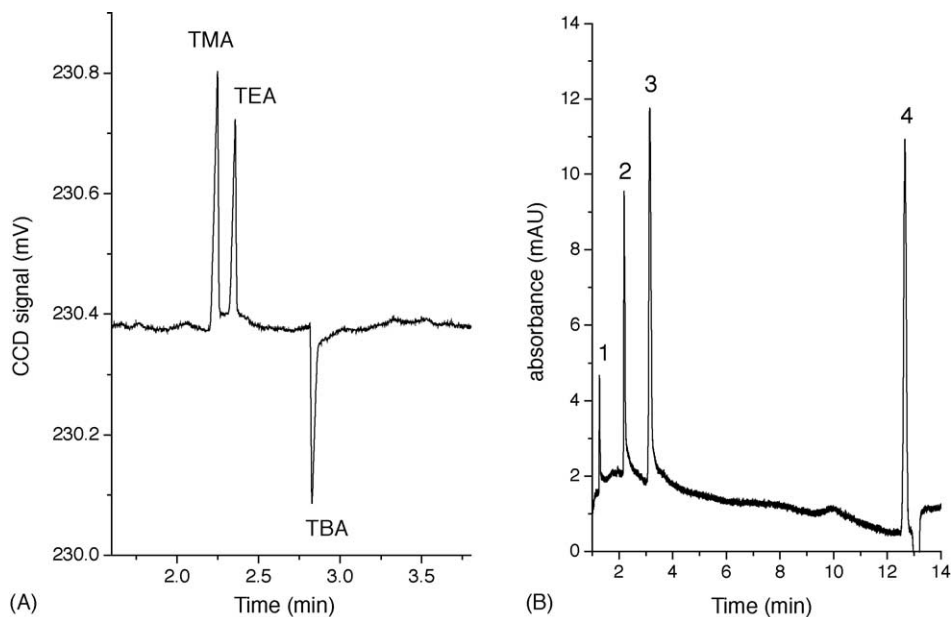 TMA
TEA
TBA
230.8
230.6
230.4
230.2
230.0
CCD signal (mV)
2.0 2.5 3.0 3.5
Time (min)
(A)
1
2
3
4
14
12
10
8
6
4
2
0
absorbance (mAU)
2 4 6 8 10 12 14
Time (min)
(B)